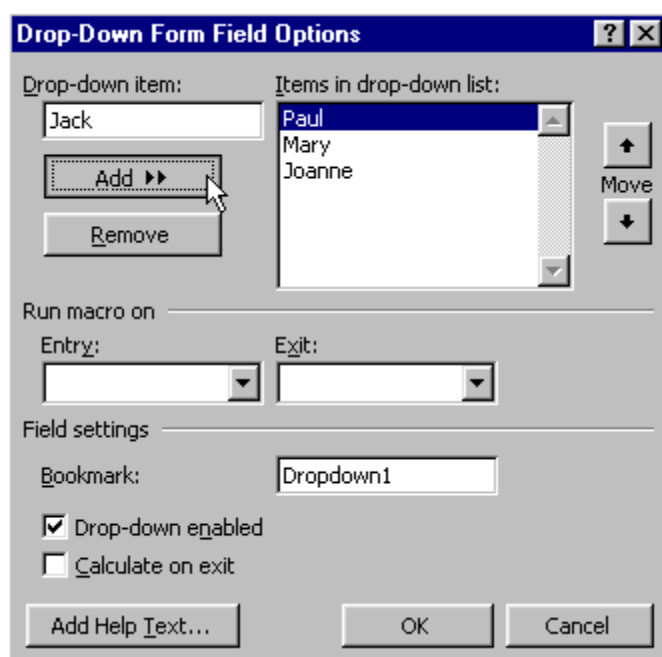 Drop-Down Form Field Options
Drop-down item:
Items in drop-down list:
Jack
Paul
Mary
Joanne
Add
Remove
Move
Run macro on
Entry:
Exit:
Field settings
Bookmark:
Dropdown1
Drop-down enabled
Calculate on exit
Add Help Text...
OK
Cancel